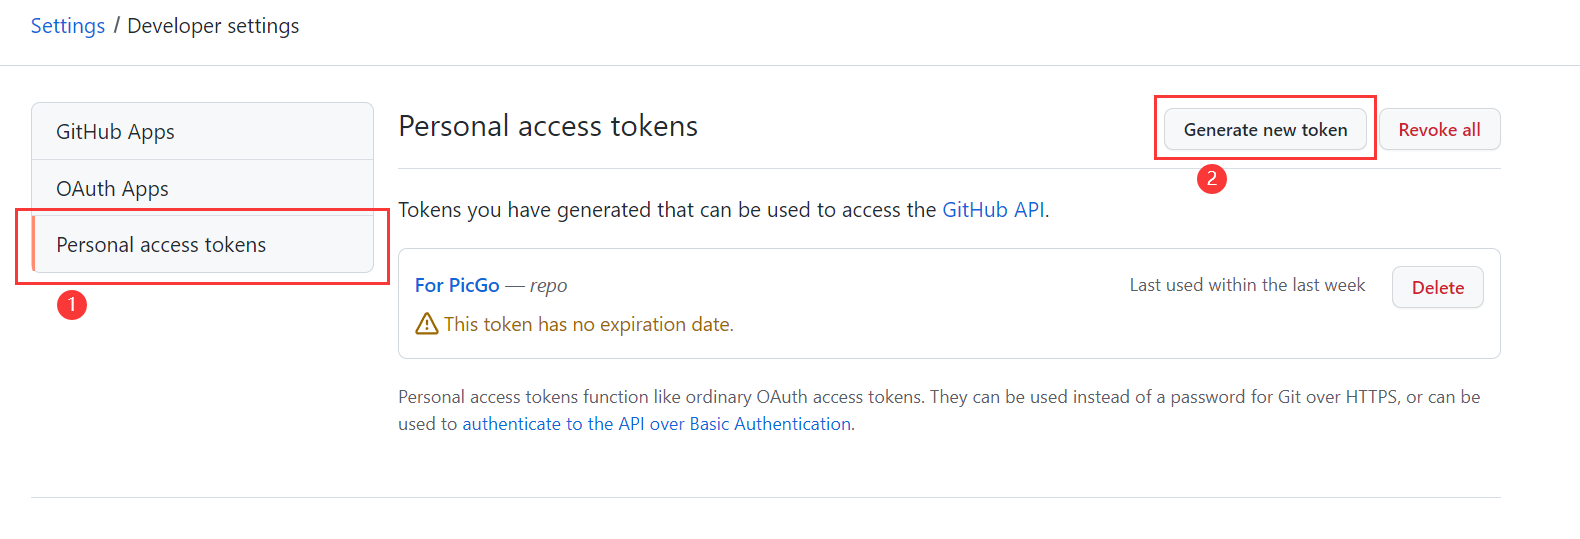 Settings / Developer settings
GitHub Apps
OAuth Apps
Personal access tokens
1
Personal access tokens
Generate new token
Revoke all
2
Tokens you have generated that can be used to access the GitHub API.
For PicGo — repo
Last used within the last week
Delete
This token has no expiration date.
Personal access tokens function like ordinary OAuth access tokens. They can be used instead of a password for Git over HTTPS, or can be
used to authenticate to the API over Basic Authentication.